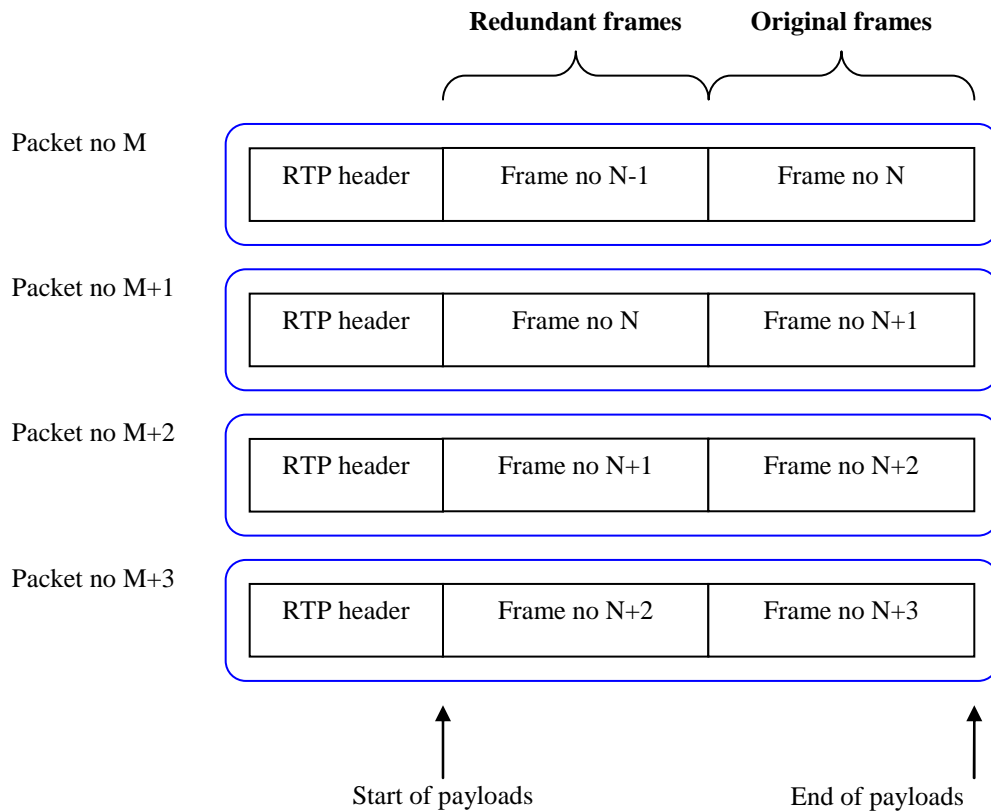 Redundant frames Original frames
Packet no M
RTP header Frame no N-1 Frame no N
Packet no M+1
RTP header Frame no N Frame no N+1
Packet no M+2
RTP header Frame no N+1 Frame no N+2
Packet no M+3
RTP header Frame no N+2 Frame no N+3
Start of payloads End of payloads